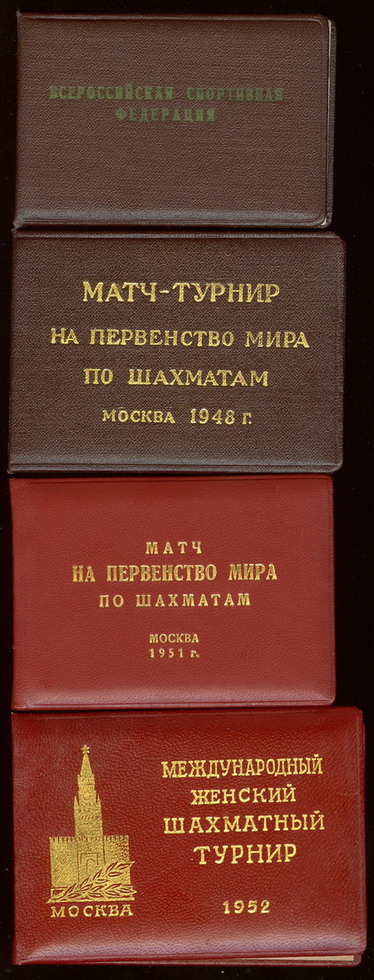 ВСЕРОССИЙСКАЯ СПОРТИВНАЯ
ФЕДЕРАЦИЯ
МАТЧ-ТУРНИР
НА ПЕРВЕНСТВО МИРА
ПО ШАХМАТАМ
МОСКВА 1948 г.
МАТЧ
НА ПЕРВЕНСТВО МИРА
ПО ШАХМАТАМ
МОСКВА
1951 г.
МЕЖДУНАРОДНЫЙ
ЖЕНСКИЙ
ШАХМАТНЫЙ
ТУРНИР
МОСКВА
1952